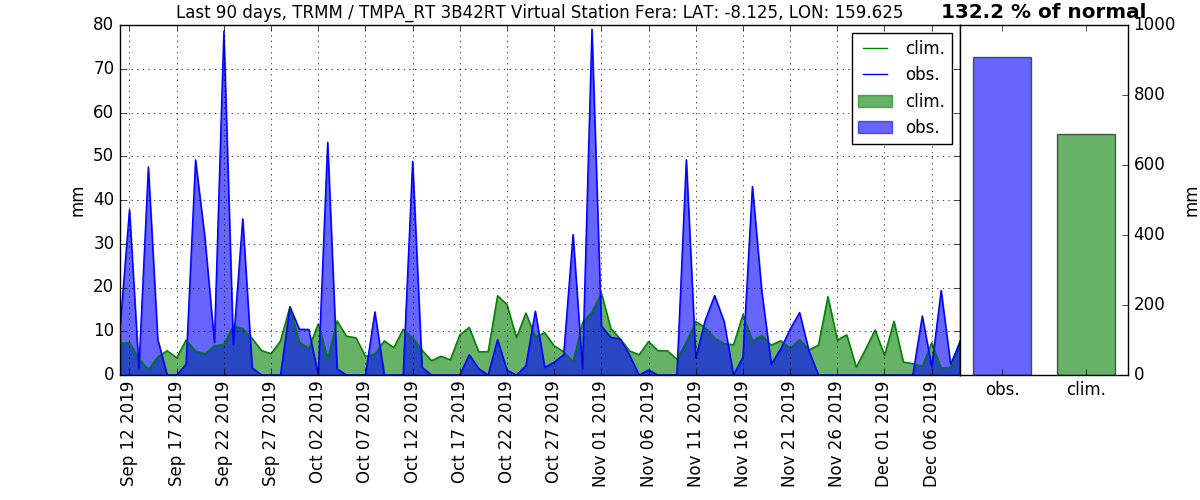 Last 90 days, TRMM / TMPA_RT 3B42RT Virtual Station Fera: LAT: -8.125, LON: 159.625
132.2 % of normal
80
70
60
50
40
30
20
10
0
mm
clim.
obs.
clim.
obs.
Sep 12 2019
Sep 17 2019
Sep 22 2019
Sep 27 2019
Oct 02 2019
Oct 07 2019
Oct 12 2019
Oct 17 2019
Oct 22 2019
Oct 27 2019
Nov 01 2019
Nov 06 2019
Nov 11 2019
Nov 16 2019
Nov 21 2019
Nov 26 2019
Dec 01 2019
Dec 06 2019
1000
800
600
400
200
0
mm
obs.
clim.